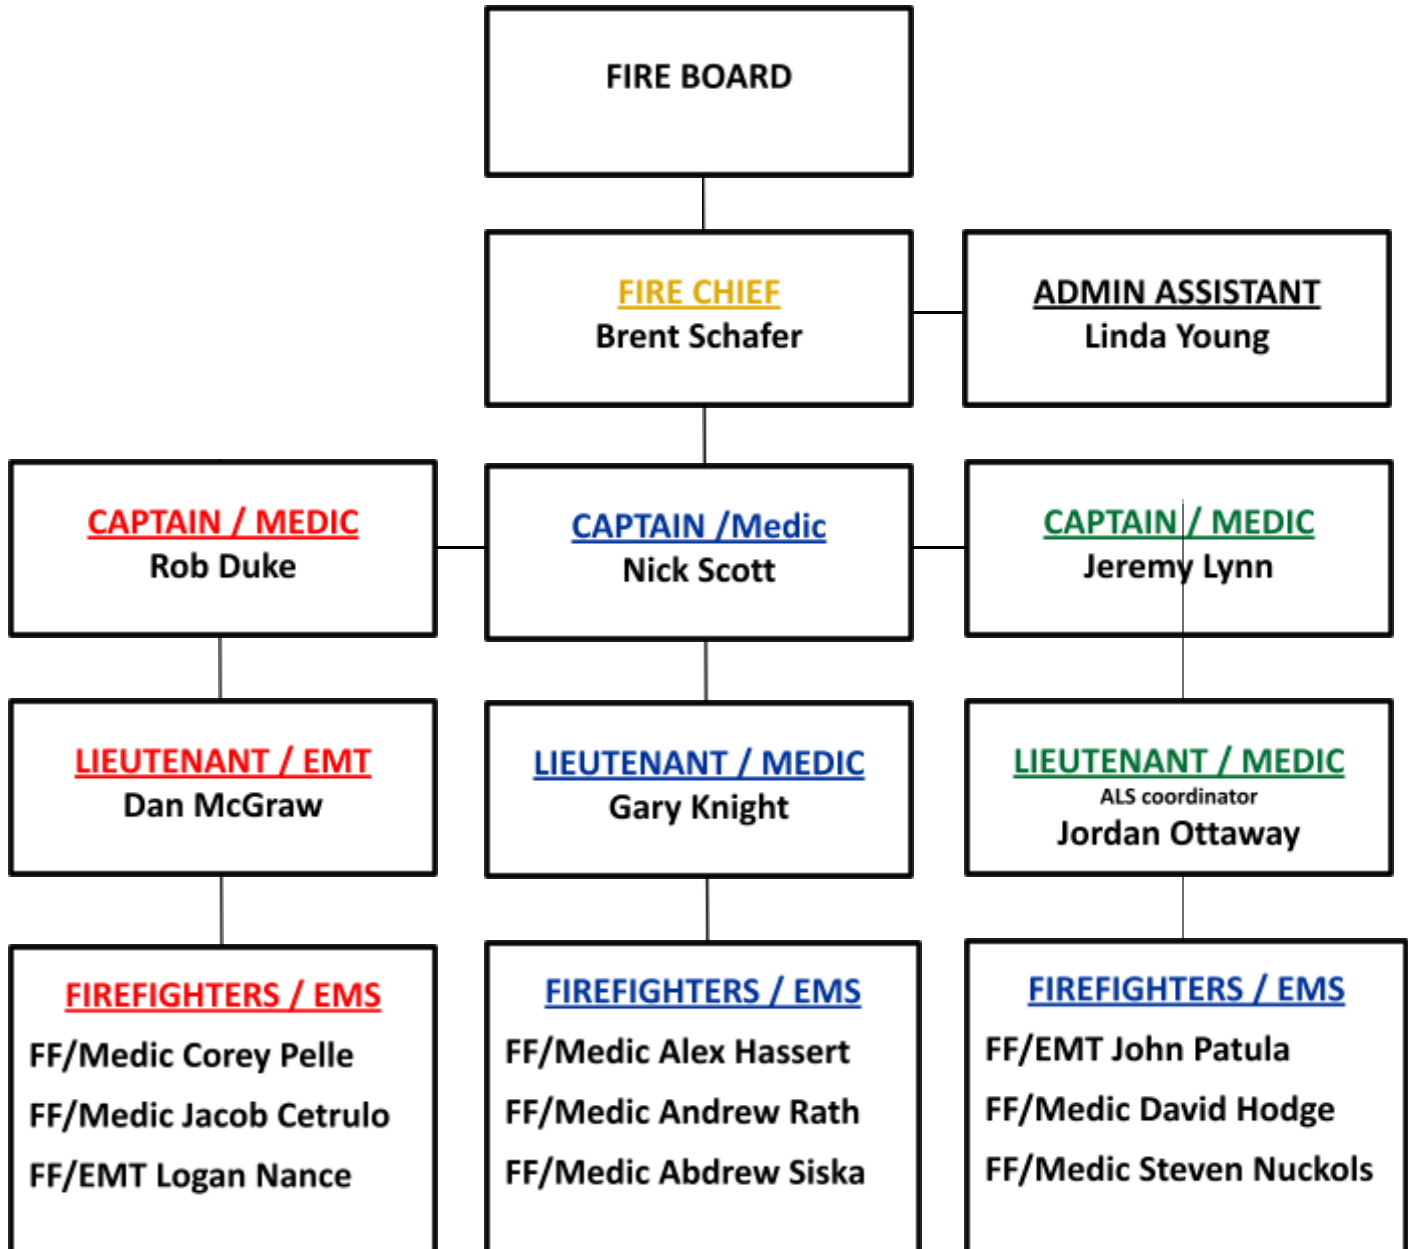 FIRE BOARD
FIRE CHIEF
Brent Schafer
ADMIN ASSISTANT
Linda Young
CAPTAIN / MEDIC
Rob Duke
CAPTAIN /Medic
Nick Scott
CAPTAIN / MEDIC
Jeremy Lynn
LIEUTENANT / EMT
Dan McGraw
LIEUTENANT / MEDIC
Gary Knight
LIEUTENANT / MEDIC
ALS coordinator
Jordan Ottaway
FIREFIGHTERS / EMS
FF/Medic Corey Pelle
FF/Medic Jacob Cetrulo
FF/EMT Logan Nance
FIREFIGHTERS / EMS
FF/Medic Alex Hassert
FF/Medic Andrew Rath
FF/Medic Abdrew Siska
FIREFIGHTERS / EMS
FF/EMT John Patula
FF/Medic David Hodge
FF/Medic Steven Nuckols